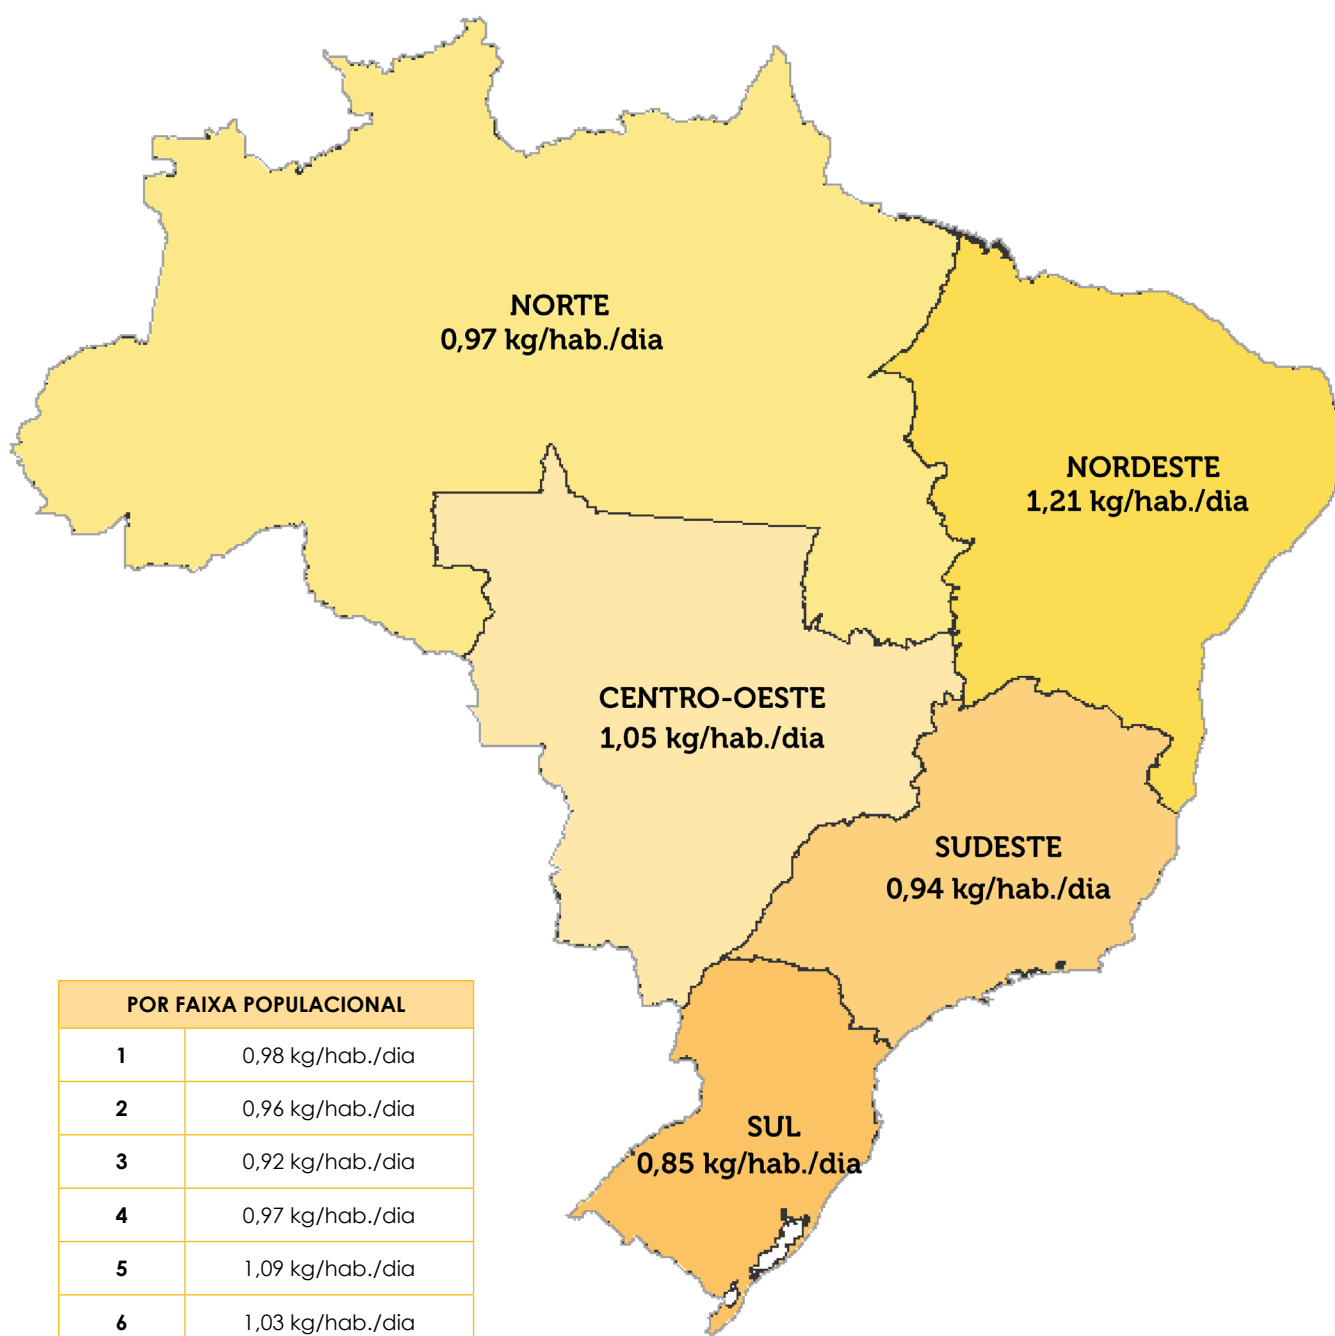 NORTE
0,97 kg/hab./dia
NORDESTE
1,21 kg/hab./dia
CENTRO-OESTE
1,05 kg/hab./dia
SUDESTE
0,94 kg/hab./dia
SUL
0,85 kg/hab./dia
POR FAIXA POPULACIONAL
1 0,98 kg/hab./dia
2 0,96 kg/hab./dia
3 0,92 kg/hab./dia
4 0,97 kg/hab./dia
5 1,09 kg/hab./dia
6 1,03 kg/hab./dia